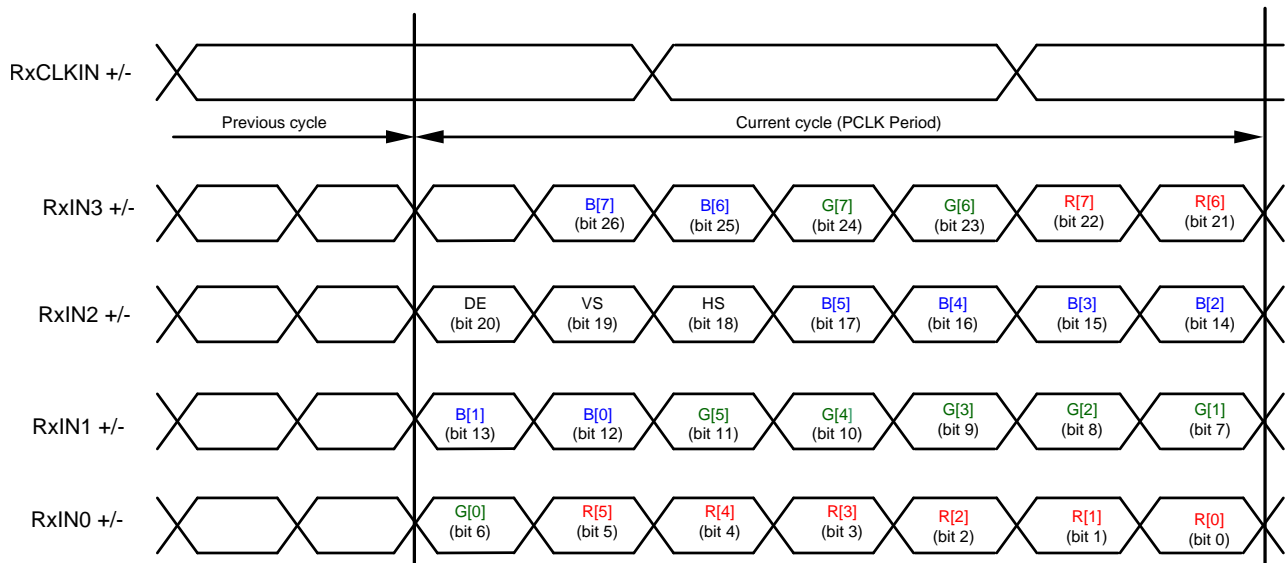 RxCLKIN +/-
Previous cycle
Current cycle (PCLK Period)
RxIN3 +/-
B[7]
(bit 26)
B[6]
(bit 25)
G[7]
(bit 24)
G[6]
(bit 23)
R[7]
(bit 22)
R[6]
(bit 21)
RxIN2 +/-
DE
(bit 20)
VS
(bit 19)
HS
(bit 18)
B[5]
(bit 17)
B[4]
(bit 16)
B[3]
(bit 15)
B[2]
(bit 14)
RxIN1 +/-
B[1]
(bit 13)
B[0]
(bit 12)
G[5]
(bit 11)
G[4]
(bit 10)
G[3]
(bit 9)
G[2]
(bit 8)
G[1]
(bit 7)
RxIN0 +/-
G[0]
(bit 6)
R[5]
(bit 5)
R[4]
(bit 4)
R[3]
(bit 3)
R[2]
(bit 2)
R[1]
(bit 1)
R[0]
(bit 0)